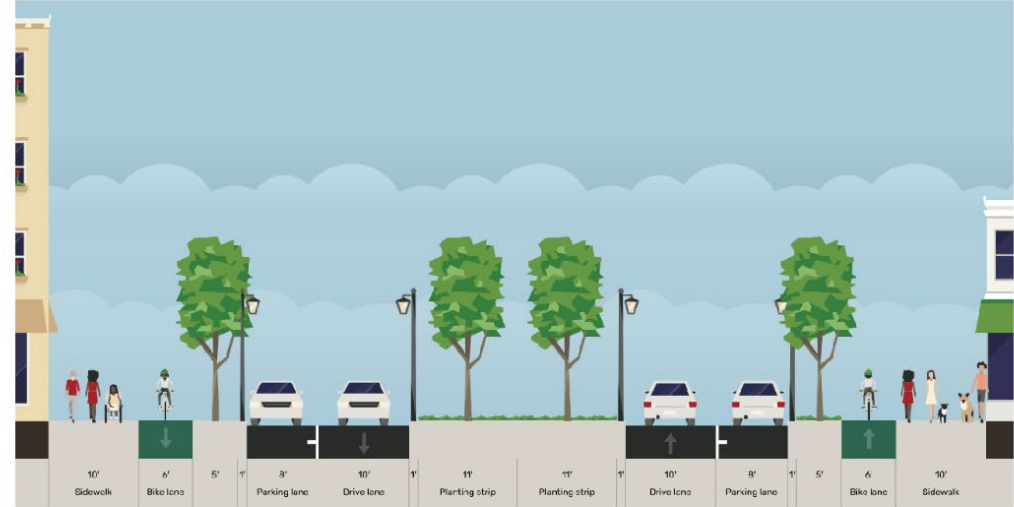 10' 6' 5' 1' 8' 10' 1' 11' 11' 1' 10' 8' 1' 5' 6' 10'
Sidewalk Bike lane Parking lane Drive lane Planting strip Planting strip Drive lane Parking lane Bike lane Sidewalk